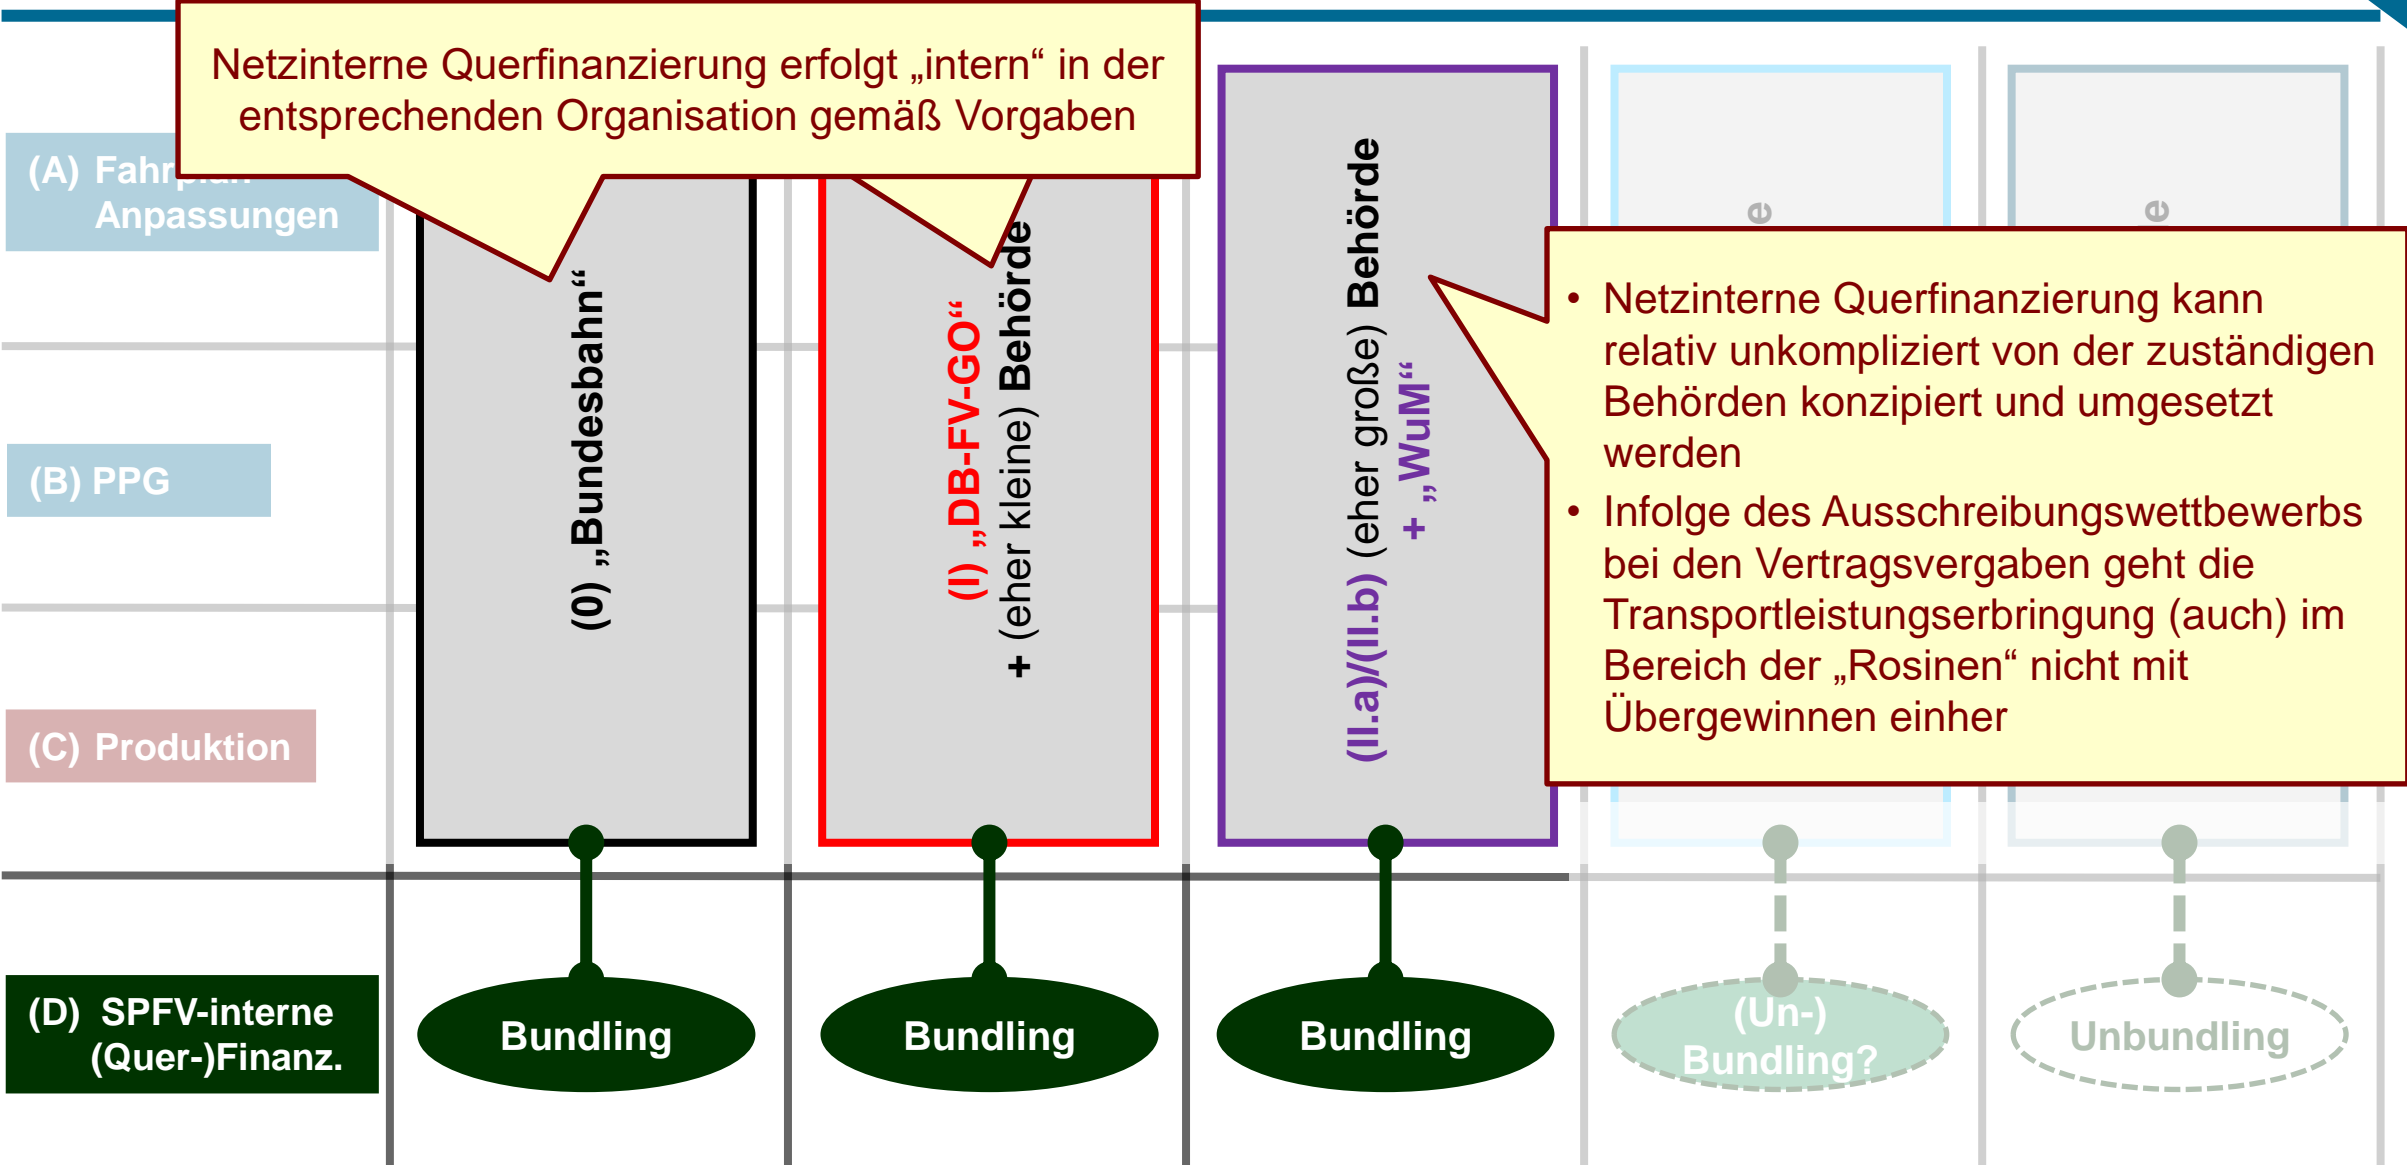 Netzinterne Querfinanzierung erfolgt „intern“ in der
entsprechenden Organisation gemäß Vorgaben
(A) 
Anpassungen
(B) PPG
(C) Produktion
(D) SPFV-interne
(Quer-)Finanz.
(0) „Bundesbahn“
(I) „DB-FV-GO“
+ (eher kleine) Behörde
(II.a)/(II.b) (eher große) Behörde
+ „WuM“
• Netzinterne Querfinanzierung kann
relativ unkompliziert von der zuständigen
Behörden konzipiert und umgesetzt
werden
• Infolge des Ausschreibungswettbewerbs
bei den Vertragsvergaben geht die
Transportleistungserbringung (auch) im
Bereich der „Rosinen“ nicht mit
Übergewinnen einher
Bundling
Bundling
Bundling
(Un-)
Bundling?
Unbundling